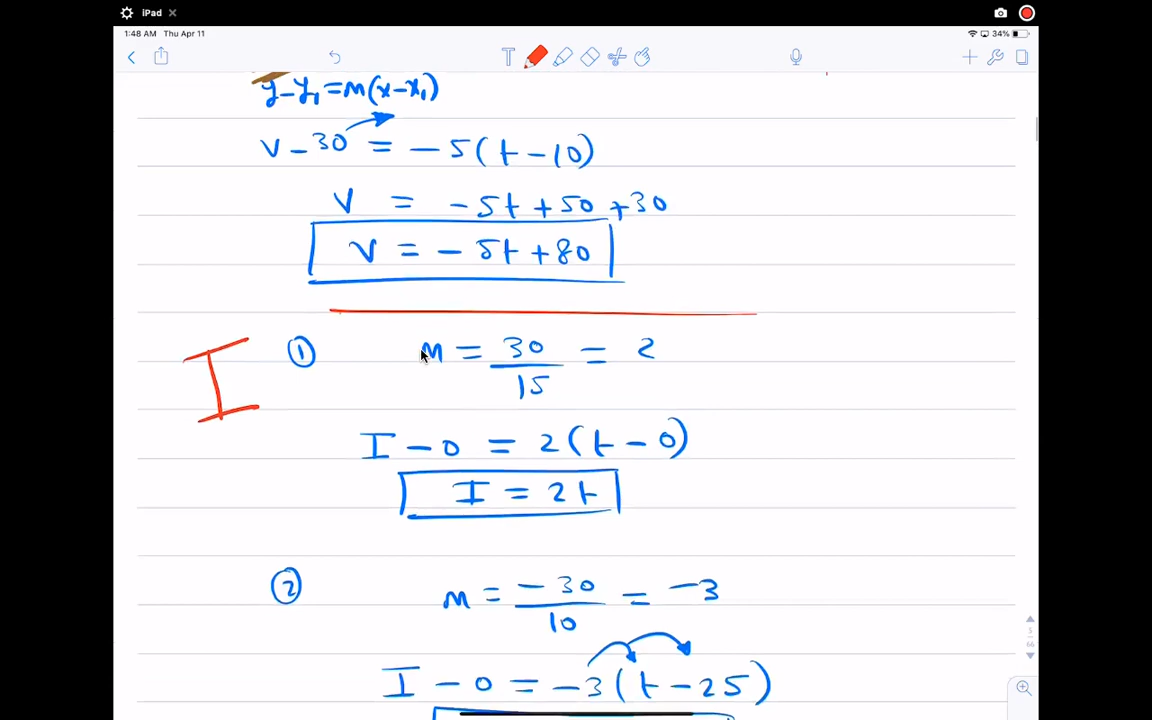 iPad
1:48 AM Thu Apr 11
34%
T
y-y₁=m(x-x₁)
V-30 = -5(t-10)
V = -5t+50+30
V = -5t+80
I ① m = 30/15 = 2
I-0 = 2(t-0)
I = 2t
② m = -30/10 = -3
I-0 = -3(t-25)